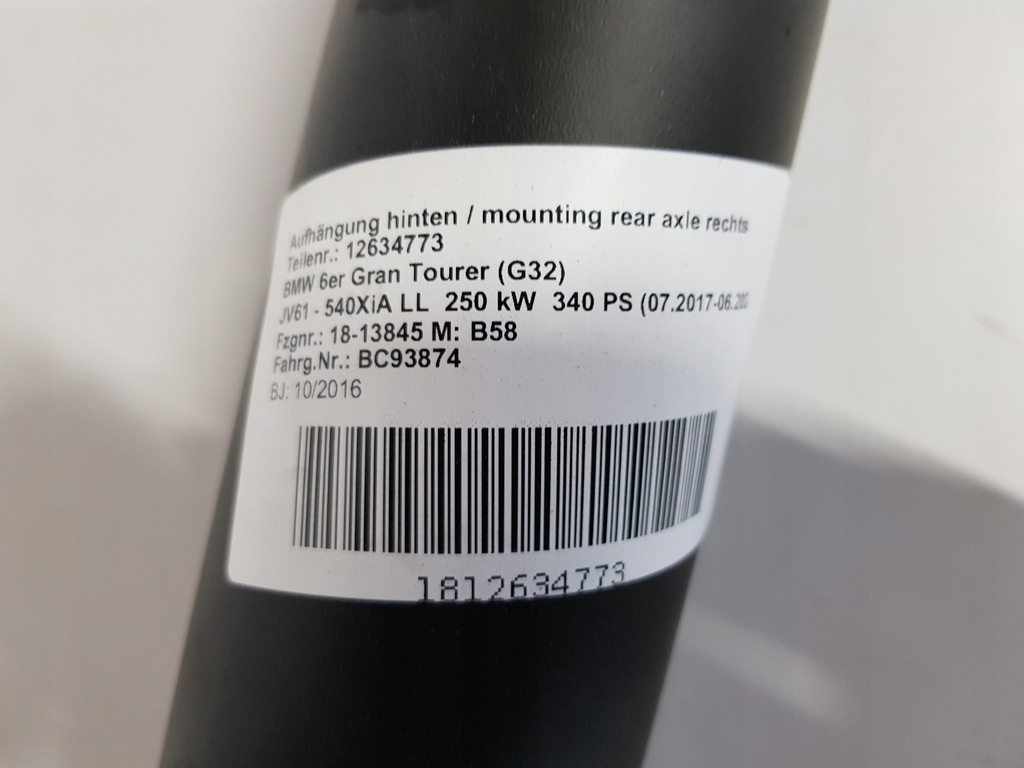 Aufhängung hinten / mounting rear axle rechts
Teilenr.: 12634773
BMW 6er Gran Tourer (G32)
JV61 - 540XiA LL 250 kW 340 PS (07.2017-06.202
Fzgnr.: 18-13845 M: B58
Fahrg.Nr.: BC93874
BJ: 10/2016
1812634773